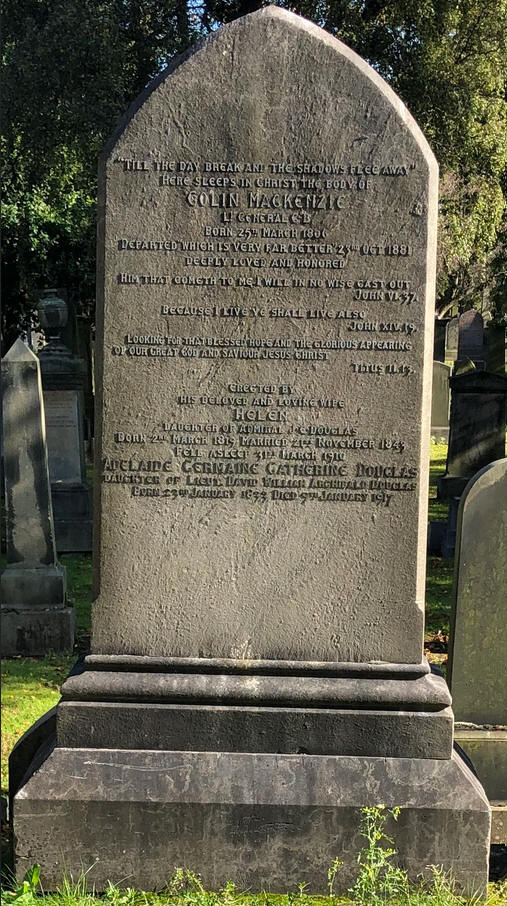 "TILL THE DAY BREAK AND THE SHADOWS FLEE AWAY"
HERE SLEEPS IN CHRIST, THE BODY OF
COLIN MACKENZIE
LT GENERAL C B
BORN 25TH MARCH 1806
DEPARTED WHICH IS VERY FAR BETTER OCT 1881
DEEPLY LOVED AND HONORED
HIM THAT COMETH TO ME I WILL IN NO WISE CAST OUT
JOHN VI.37.
BECAUSE I LIVE YE SHALL LIVE ALSO
JOHN XIV.19.
LOOKING FOR THAT BLESSED HOPE AND THE GLORIOUS APPEARING
OF OUR GREAT GOD AND SAVIOUR JESUS CHRIST
TITUS II.13.
ERECTED BY
HIS BELOVED AND LOVING WIFE
HELEN
DAUGHTER OF ADMIRAL J E DOUGLAS
BORN 2ND MARCH 1819 MARRIED NOVEMBER 1843
FELL ASLEEP 31ST MARCH 1910
ADELAIDE GERMAINE CATHERINE DOUGLAS
DAUGHTER OF LIEUT. DAVID WILLIAM ARCHIBALD DOUGLAS
BORN 23RD JANUARY DIED 9TH JANUARY 1917